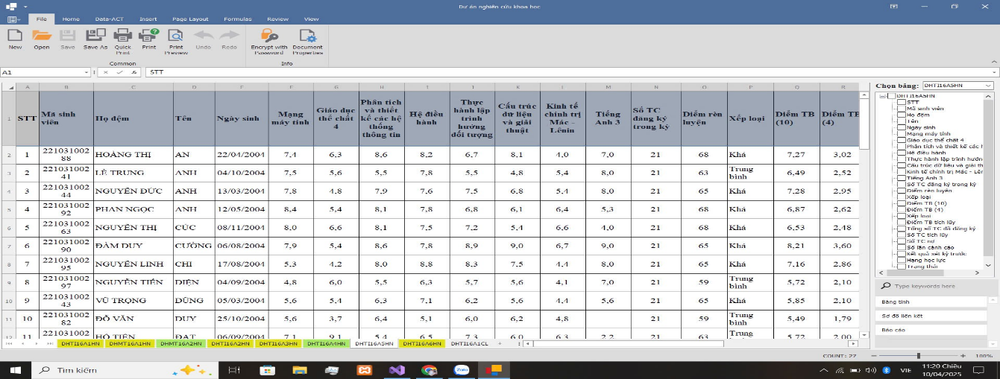 Dự án nghiên cứu khoa học
File Home Data-ACT Insert Page Layout Formulas Review View
New Open Save Save As Quick Print Print Print Preview Undo Redo Encrypt with Password Document Properties
Common Info
A1 STT
A B C D E F G H I J K L M N O P Q R
1 STT Mã sinh viên Họ đệm Tên Ngày sinh Mạng máy tính Giáo dục thể chất 4 Phân tích và thiết kế các hệ thống thông tin Hệ điều hành Thực hành lập trình hướng đối tượng Cấu trúc dữ liệu và giải thuật Kinh tế chính trị Mác - Lênin Tiếng Anh 3 Số TC đăng ký trong kỳ Điểm rèn luyện Xếp loại Điểm TB (10) Điểm TB (4)
2 1 22103100288 HOÀNG THỊ AN 22/04/2004 7,4 6,3 8,6 8,2 6,7 8,1 4,0 7,0 21 68 Khá 7,27 3,02
3 2 22103100241 LÊ TRUNG ANH 04/10/2004 7,5 5,6 5,5 7,8 5,5 4,8 5,4 8,0 21 63 Trung bình 6,49 2,52
4 3 22103100244 NGUYỄN ĐỨC ANH 13/03/2004 7,8 4,8 7,9 7,6 7,5 6,8 5,4 8,0 21 65 Khá 7,28 2,95
5 4 22103100292 PHAN NGỌC ANH 12/05/2004 8,4 5,4 8,1 7,8 6,8 6,1 6,4 5,3 21 68 Khá 6,87 2,62
6 5 22103100263 NGUYỄN THỊ CÚC 08/11/2004 8,0 6,6 8,1 7,5 7,2 5,4 6,6 4,0 21 68 Khá 6,53 2,48
7 6 22103100290 ĐÀM DUY CƯỜNG 06/08/2004 7,9 5,4 8,6 7,8 8,9 9,0 6,7 9,0 21 65 Khá 8,21 3,60
8 7 22103100295 NGUYỄN LINH CHI 17/08/2004 5,3 4,2 8,0 8,8 8,3 7,5 4,4 8,0 21 65 Khá 7,16 2,86
9 8 22103100297 NGUYỄN TIẾN DIỆN 04/09/2004 4,8 6,0 5,5 6,3 5,7 5,6 4,1 7,0 21 59 Trung bình 5,72 2,10
10 9 22103100243 VŨ TRỌNG DŨNG 05/03/2004 5,6 5,4 6,3 7,1 6,2 5,6 4,4 5,6 21 65 Khá 5,85 2,10
11 10 22103100282 ĐỖ VĂN DUY 25/10/2004 5,6 3,7 6,4 5,1 6,0 6,2 4,8 21 59 Trung bình 5,49 1,79
12 11 221031002 HỒ TIẾN ĐẠT 06/09/2004 7,1 9,1 5,4 6,5 7,3 6,0 6,3 2,2 21 63 Trung 5,72 2,00
DHTI16A1HN DHMT16A1HN DHMT16A2HN DHTI16A2HN DHTI16A3HN DHTI16A4HN DHTI16A5HN DHTI16A6HN DHTI16A1CL
Chọn bảng: DHTI16A5HN
DHTI16A5HN
STT
Mã sinh viên
Họ đệm
Tên
Ngày sinh
Mạng máy tính
Giáo dục thể chất 4
Phân tích và thiết kế các h
Hệ điều hành
Thực hành lập trình hướn
Cấu trúc dữ liệu và giải th
Kinh tế chính trị Mác - Lên
Tiếng Anh 3
Số TC đăng ký trong kỳ
Điểm rèn luyện
Xếp loại
Điểm TB (10)
Điểm TB (4)
Xếp loại
Điểm TB tích lũy
Tổng số TC đã đăng ký
Số TC tích lũy
Số TC nợ
Số lần cảnh cáo
Kết quả xét kỳ trước
Hạng học lực
Trạng thái
Type keywords here
Bảng tính
Sơ đồ liên kết
Báo cáo
COUNT: 27 100%
Tìm kiếm Zalo VIE 11:20 Chiều
10/04/2025